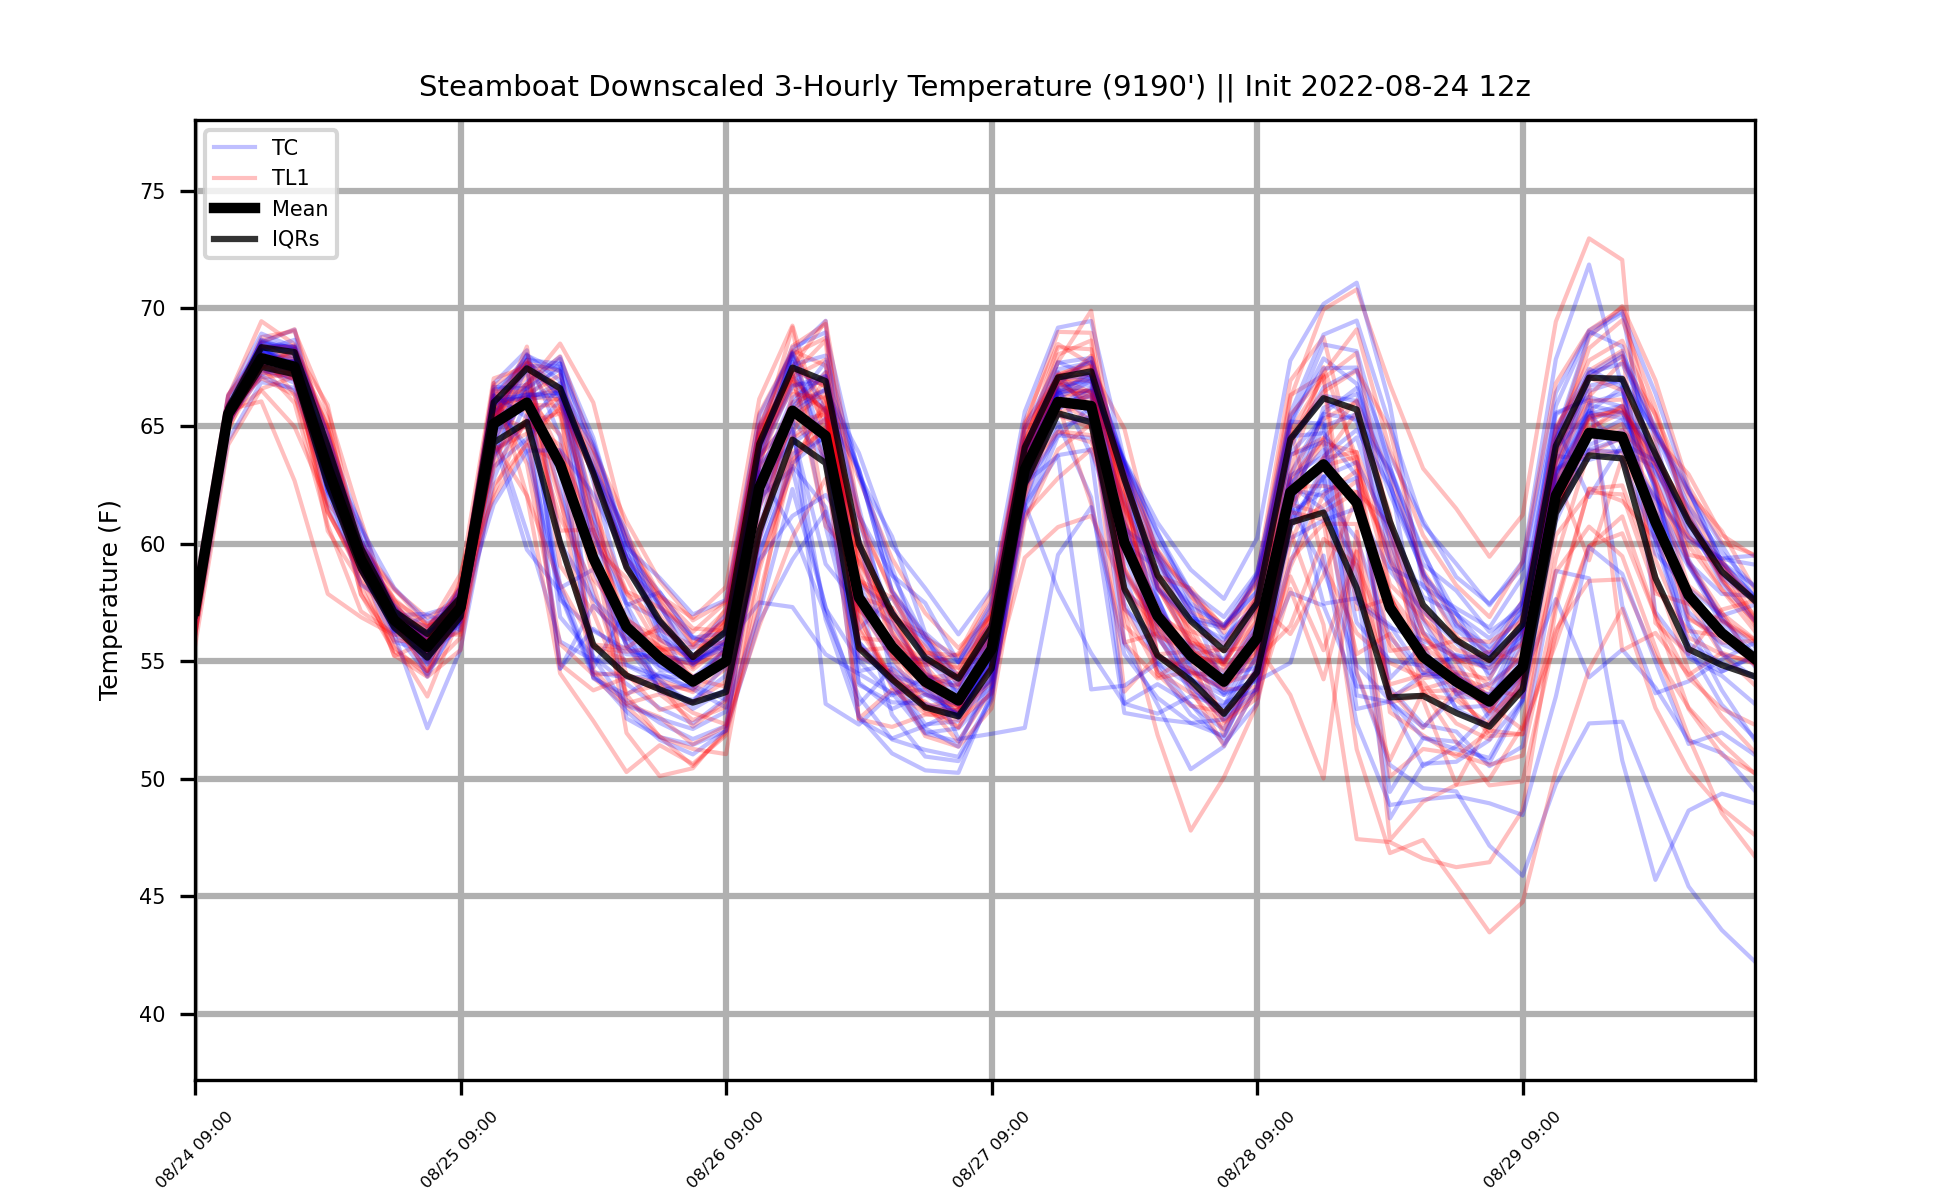 Steamboat Downscaled 3-Hourly Temperature (9190') || Init 2022-08-24 12z
TC
TL1
Mean
IQRs
Temperature (F)
75
70
65
60
55
50
45
40
08/24 09:00
08/25 09:00
08/26 09:00
08/27 09:00
08/28 09:00
08/29 09:00